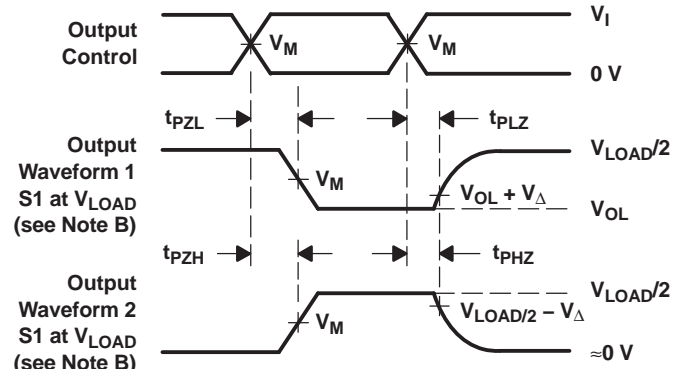 Output
Control
V_I
V_M
V_M
0 V
t_PZL
t_PLZ
Output
Waveform 1
S1 at V_LOAD
(see Note B)
V_LOAD/2
V_M
V_OL + V_Δ
V_OL
t_PZH
t_PHZ
Output
Waveform 2
S1 at V_LOAD
(see Note B)
V_LOAD/2
V_M
V_LOAD/2 − V_Δ
≈0 V